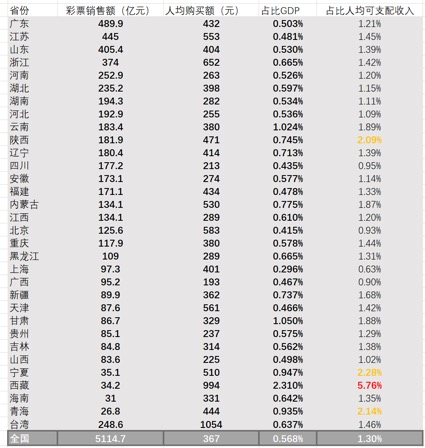 省份 彩票销售额（亿元） 人均购买额（元） 占比GDP 占比人均可支配收入
广东 489.9 432 0.503% 1.21%
江苏 445 553 0.481% 1.45%
山东 405.4 404 0.530% 1.39%
浙江 374 652 0.665% 1.42%
河南 252.9 263 0.526% 1.20%
湖北 235.2 398 0.597% 1.15%
湖南 194.3 282 0.534% 1.11%
河北 192.9 255 0.536% 1.09%
云南 183.4 380 1.024% 1.89%
陕西 181.9 471 0.745% 2.09%
辽宁 180.4 414 0.713% 1.39%
四川 177.2 213 0.435% 0.95%
安徽 173.1 274 0.577% 1.14%
福建 171.1 434 0.478% 1.33%
内蒙古 134.1 530 0.775% 1.87%
江西 134.1 289 0.610% 1.20%
北京 125.6 583 0.415% 0.93%
重庆 117.9 380 0.578% 1.44%
黑龙江 109 289 0.665% 1.31%
上海 97.3 401 0.296% 0.63%
广西 95.2 193 0.467% 0.90%
新疆 89.9 362 0.737% 1.68%
天津 87.6 561 0.466% 1.42%
甘肃 86.7 329 1.050% 1.88%
贵州 85.1 237 0.575% 1.29%
吉林 84.8 314 0.562% 1.38%
山西 83.6 225 0.498% 1.02%
宁夏 35.1 510 0.947% 2.28%
西藏 34.2 994 2.310% 5.76%
海南 31 331 0.642% 1.35%
青海 26.8 444 0.935% 2.14%
台湾 248.6 1054 0.637% 1.46%
全国 5114.7 367 0.568% 1.30%